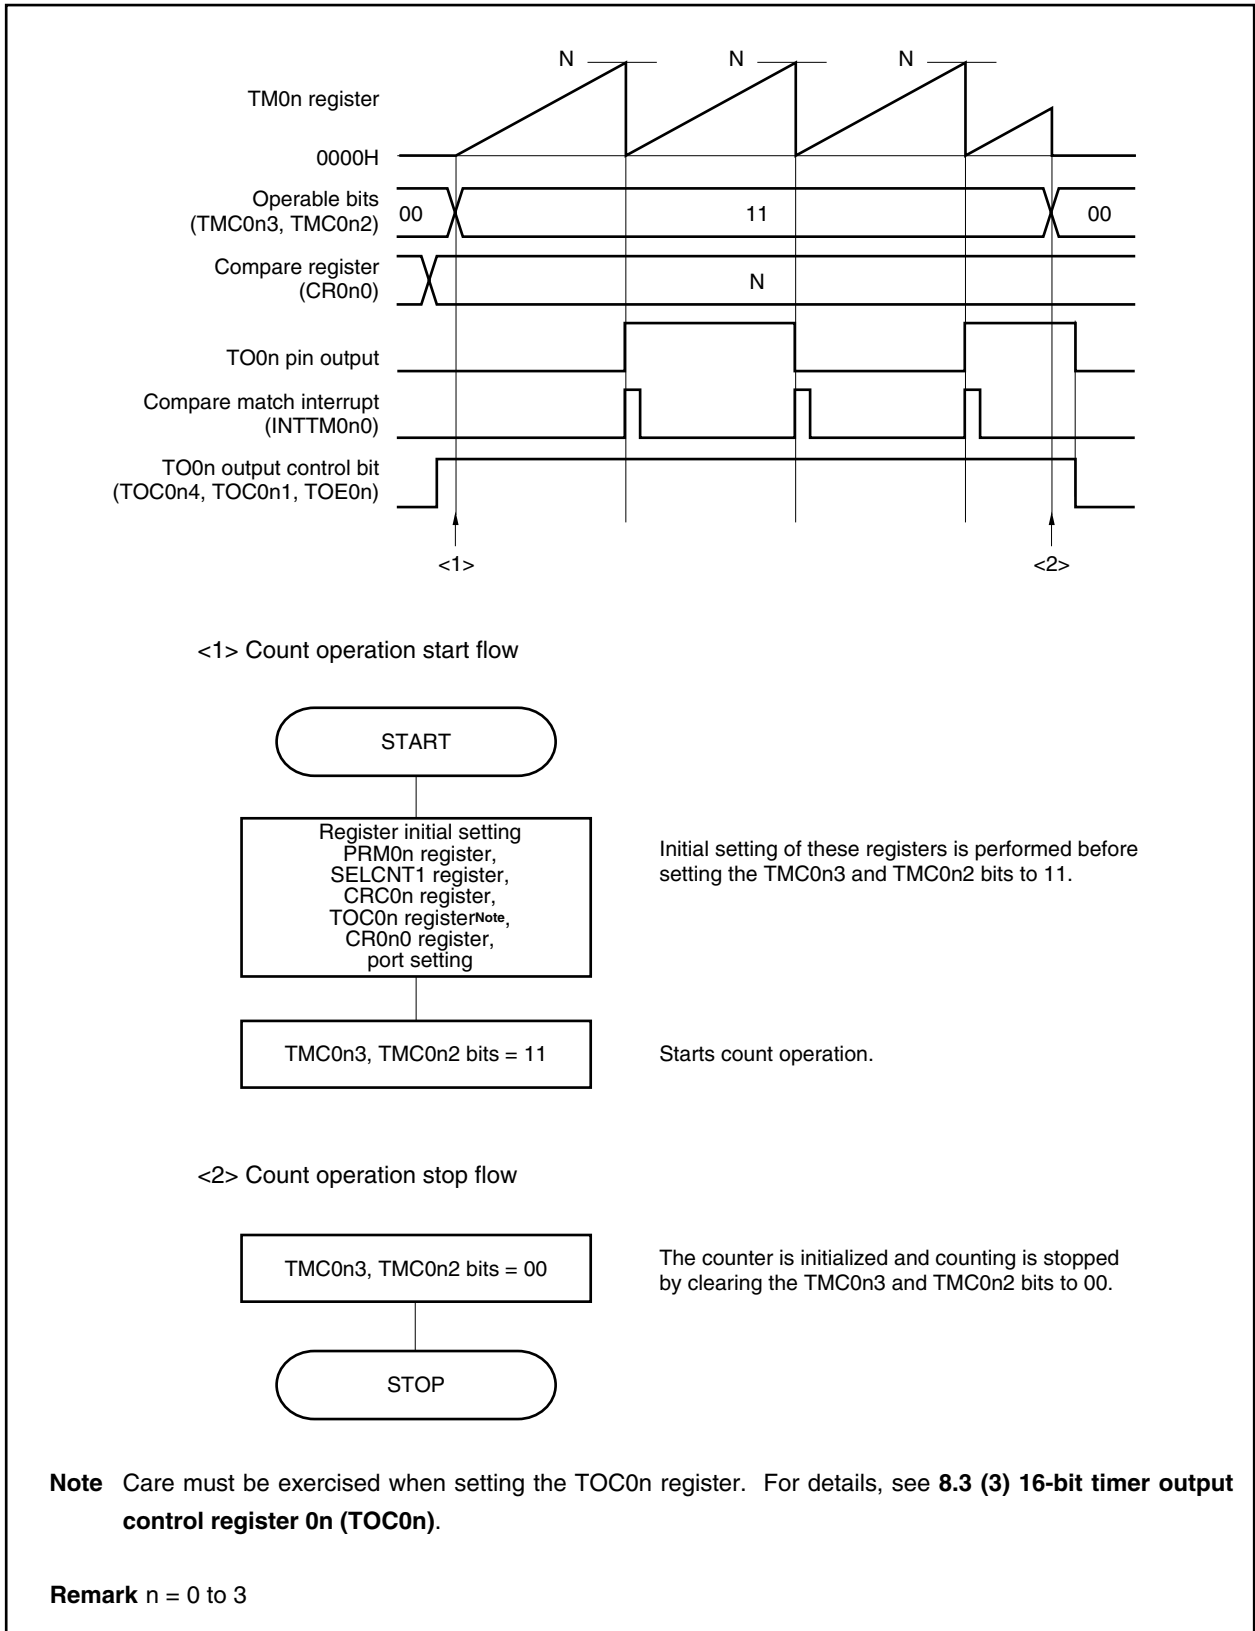 N N N
TM0n register
0000H
Operable bits
(TMC0n3, TMC0n2)
00 11 00
Compare register
(CR0n0)
N
TO0n pin output
Compare match interrupt
(INTTM0n0)
TO0n output control bit
(TOC0n4, TOC0n1, TOE0n)
<1> <2>
<1> Count operation start flow
START
Register initial setting
PRM0n register,
SELCNT1 register,
CRC0n register,
TOC0n registerNote,
CR0n0 register,
port setting
Initial setting of these registers is performed before
setting the TMC0n3 and TMC0n2 bits to 11.
TMC0n3, TMC0n2 bits = 11
Starts count operation.
<2> Count operation stop flow
TMC0n3, TMC0n2 bits = 00
The counter is initialized and counting is stopped
by clearing the TMC0n3 and TMC0n2 bits to 00.
STOP
Note Care must be exercised when setting the TOC0n register. For details, see 8.3 (3) 16-bit timer output
control register 0n (TOC0n).
Remark n = 0 to 3